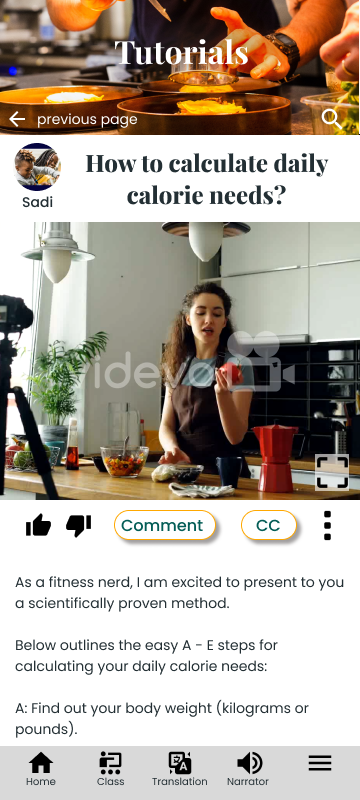 Tutorials
previous page
How to calculate daily
calorie needs?
Sadi
videvo
Comment
CC
As a fitness nerd, I am excited to present to you
a scientifically proven method.
Below outlines the easy A - E steps for
calculating your daily calorie needs:
A: Find out your body weight (kilograms or
pounds).
Home
Class
Translation
Narrator